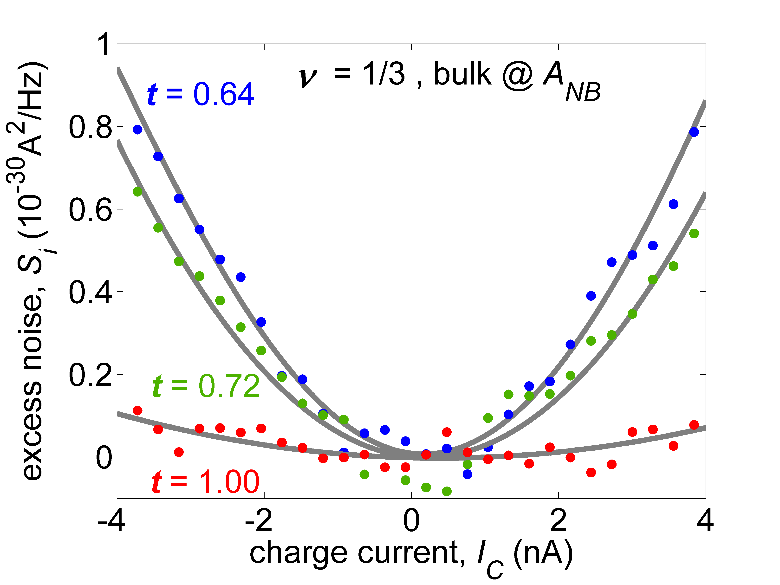 1
ν = 1/3 , bulk @ A_NB
t = 0.64
0.8
0.6
0.4
t = 0.72
0.2
0
t = 1.00
-4 -2 0 2 4
charge current, I_C (nA)
excess noise, S_i (10^-30 A^2/Hz)